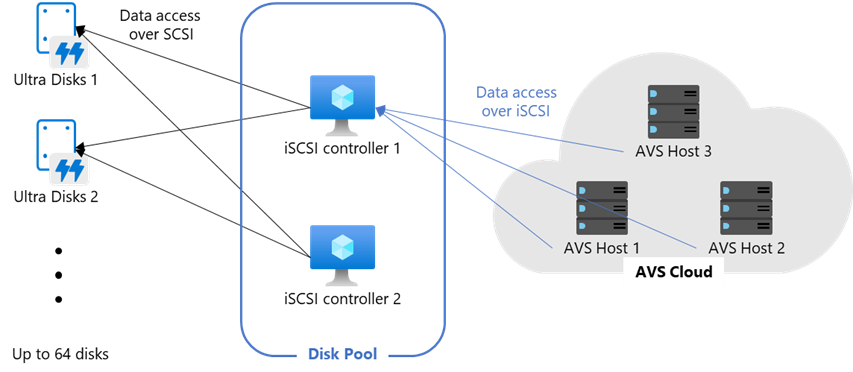 Data access
over SCSI
Ultra Disks 1
Data access
over iSCSI
iSCSI controller 1
AVS Host 3
Ultra Disks 2
AVS Host 1
AVS Host 2
AVS Cloud
iSCSI controller 2
Up to 64 disks
Disk Pool